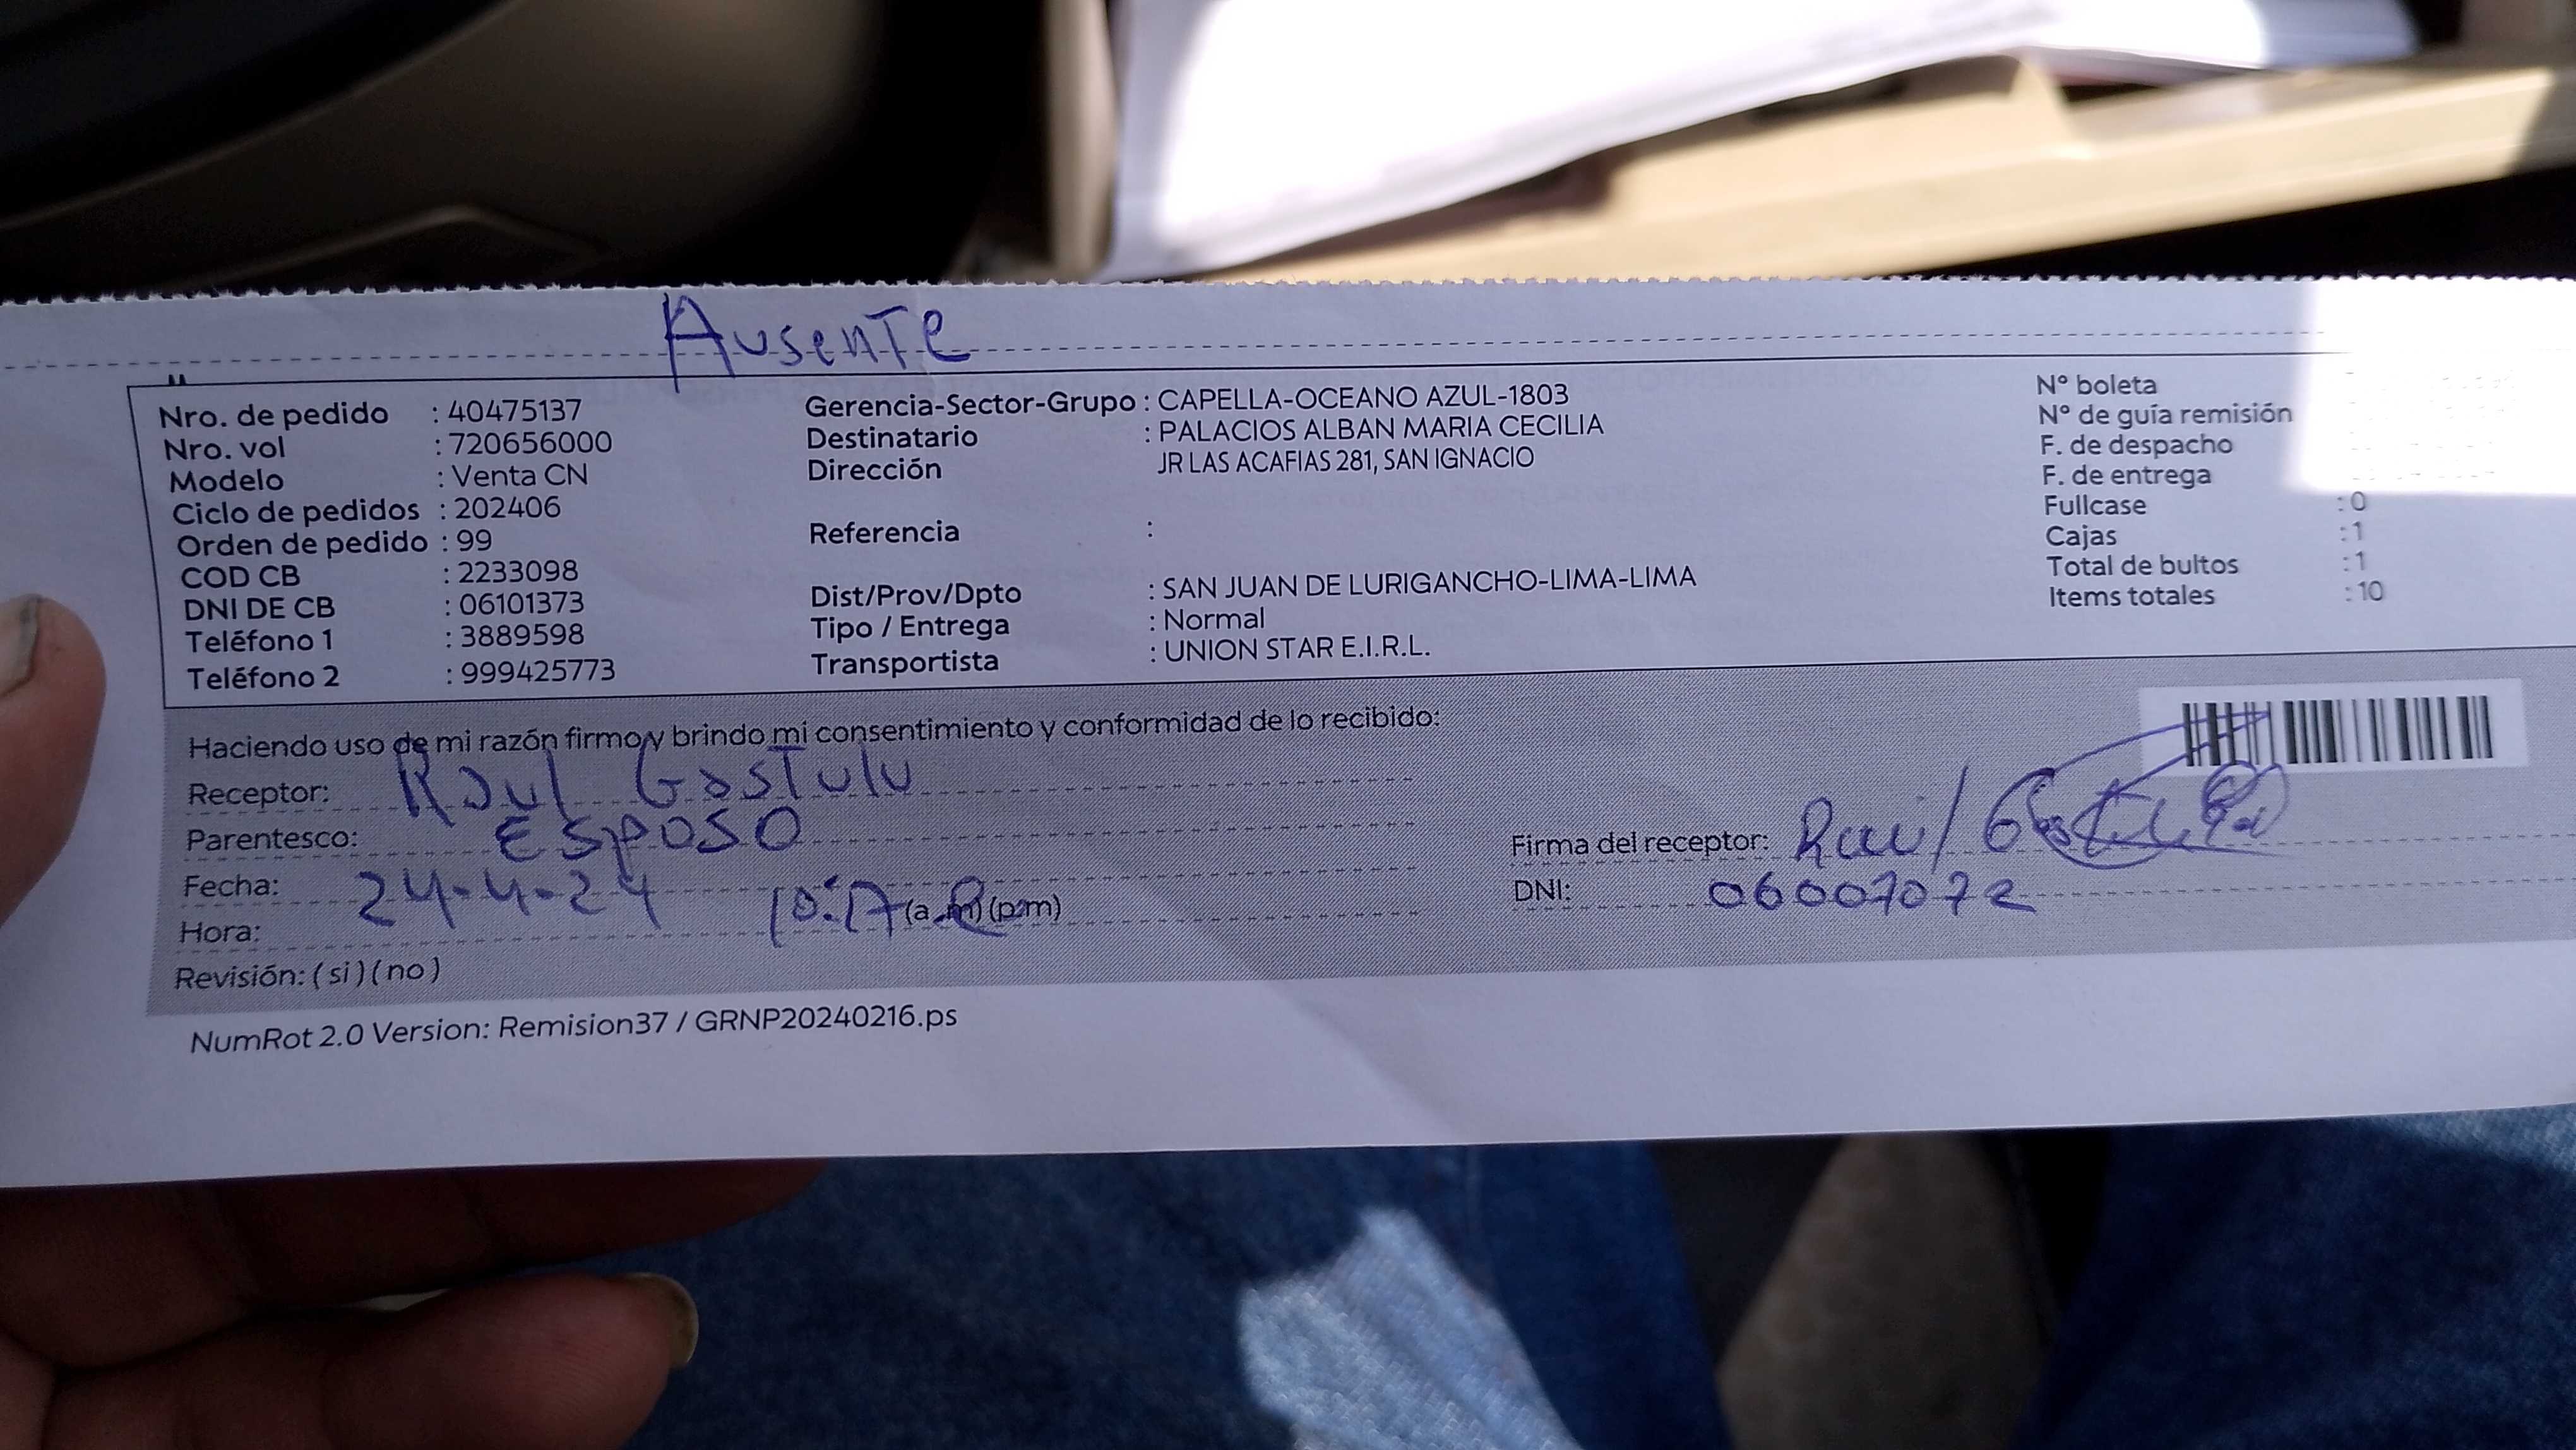 Ausente
Nro. de pedido : 40475137
Nro. vol : 720656000
Modelo : Venta CN
Ciclo de pedidos : 202406
Orden de pedido : 99
COD CB : 2233098
DNI DE CB : 06101373
Teléfono 1 : 3889598
Teléfono 2 : 999425773
Gerencia-Sector-Grupo : CAPELLA-OCEANO AZUL-1803
Destinatario : PALACIOS ALBAN MARIA CECILIA
Dirección JR LAS ACAFIAS 281, SAN IGNACIO
Referencia :
Dist/Prov/Dpto : SAN JUAN DE LURIGANCHO-LIMA-LIMA
Tipo / Entrega : Normal
Transportista : UNION STAR E.I.R.L.
N° boleta
N° de guía remisión
F. de despacho
F. de entrega
Fullcase : 0
Cajas : 1
Total de bultos : 1
Items totales : 10
Haciendo uso de mi razón firmo y brindo mi consentimiento y conformidad de lo recibido:
Receptor: Raul Gastulu
Parentesco: Esposo
Fecha: 24-4-24
Hora: (a.m) (p.m)
Revisión: ( si ) ( no )
Firma del receptor: Raul
DNI: 06007072
NumRot 2.0 Version: Remision37 / GRNP20240216.ps